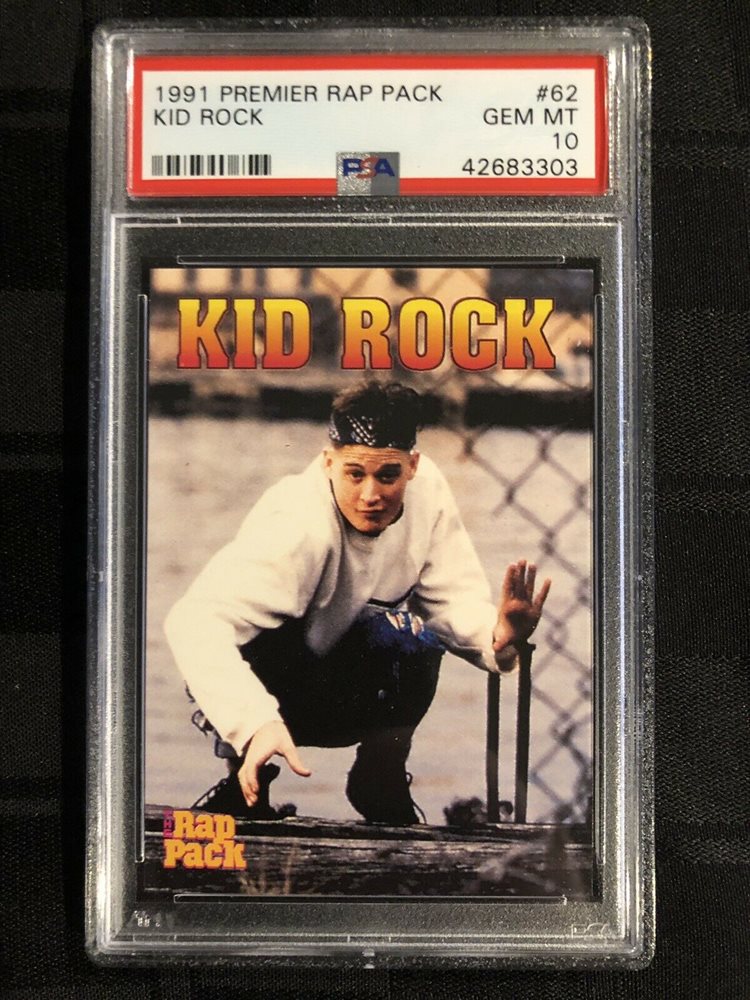 1991 PREMIER RAP PACK #62
KID ROCK GEM MT
10
PSA 42683303
KID ROCK
Rap
Pack